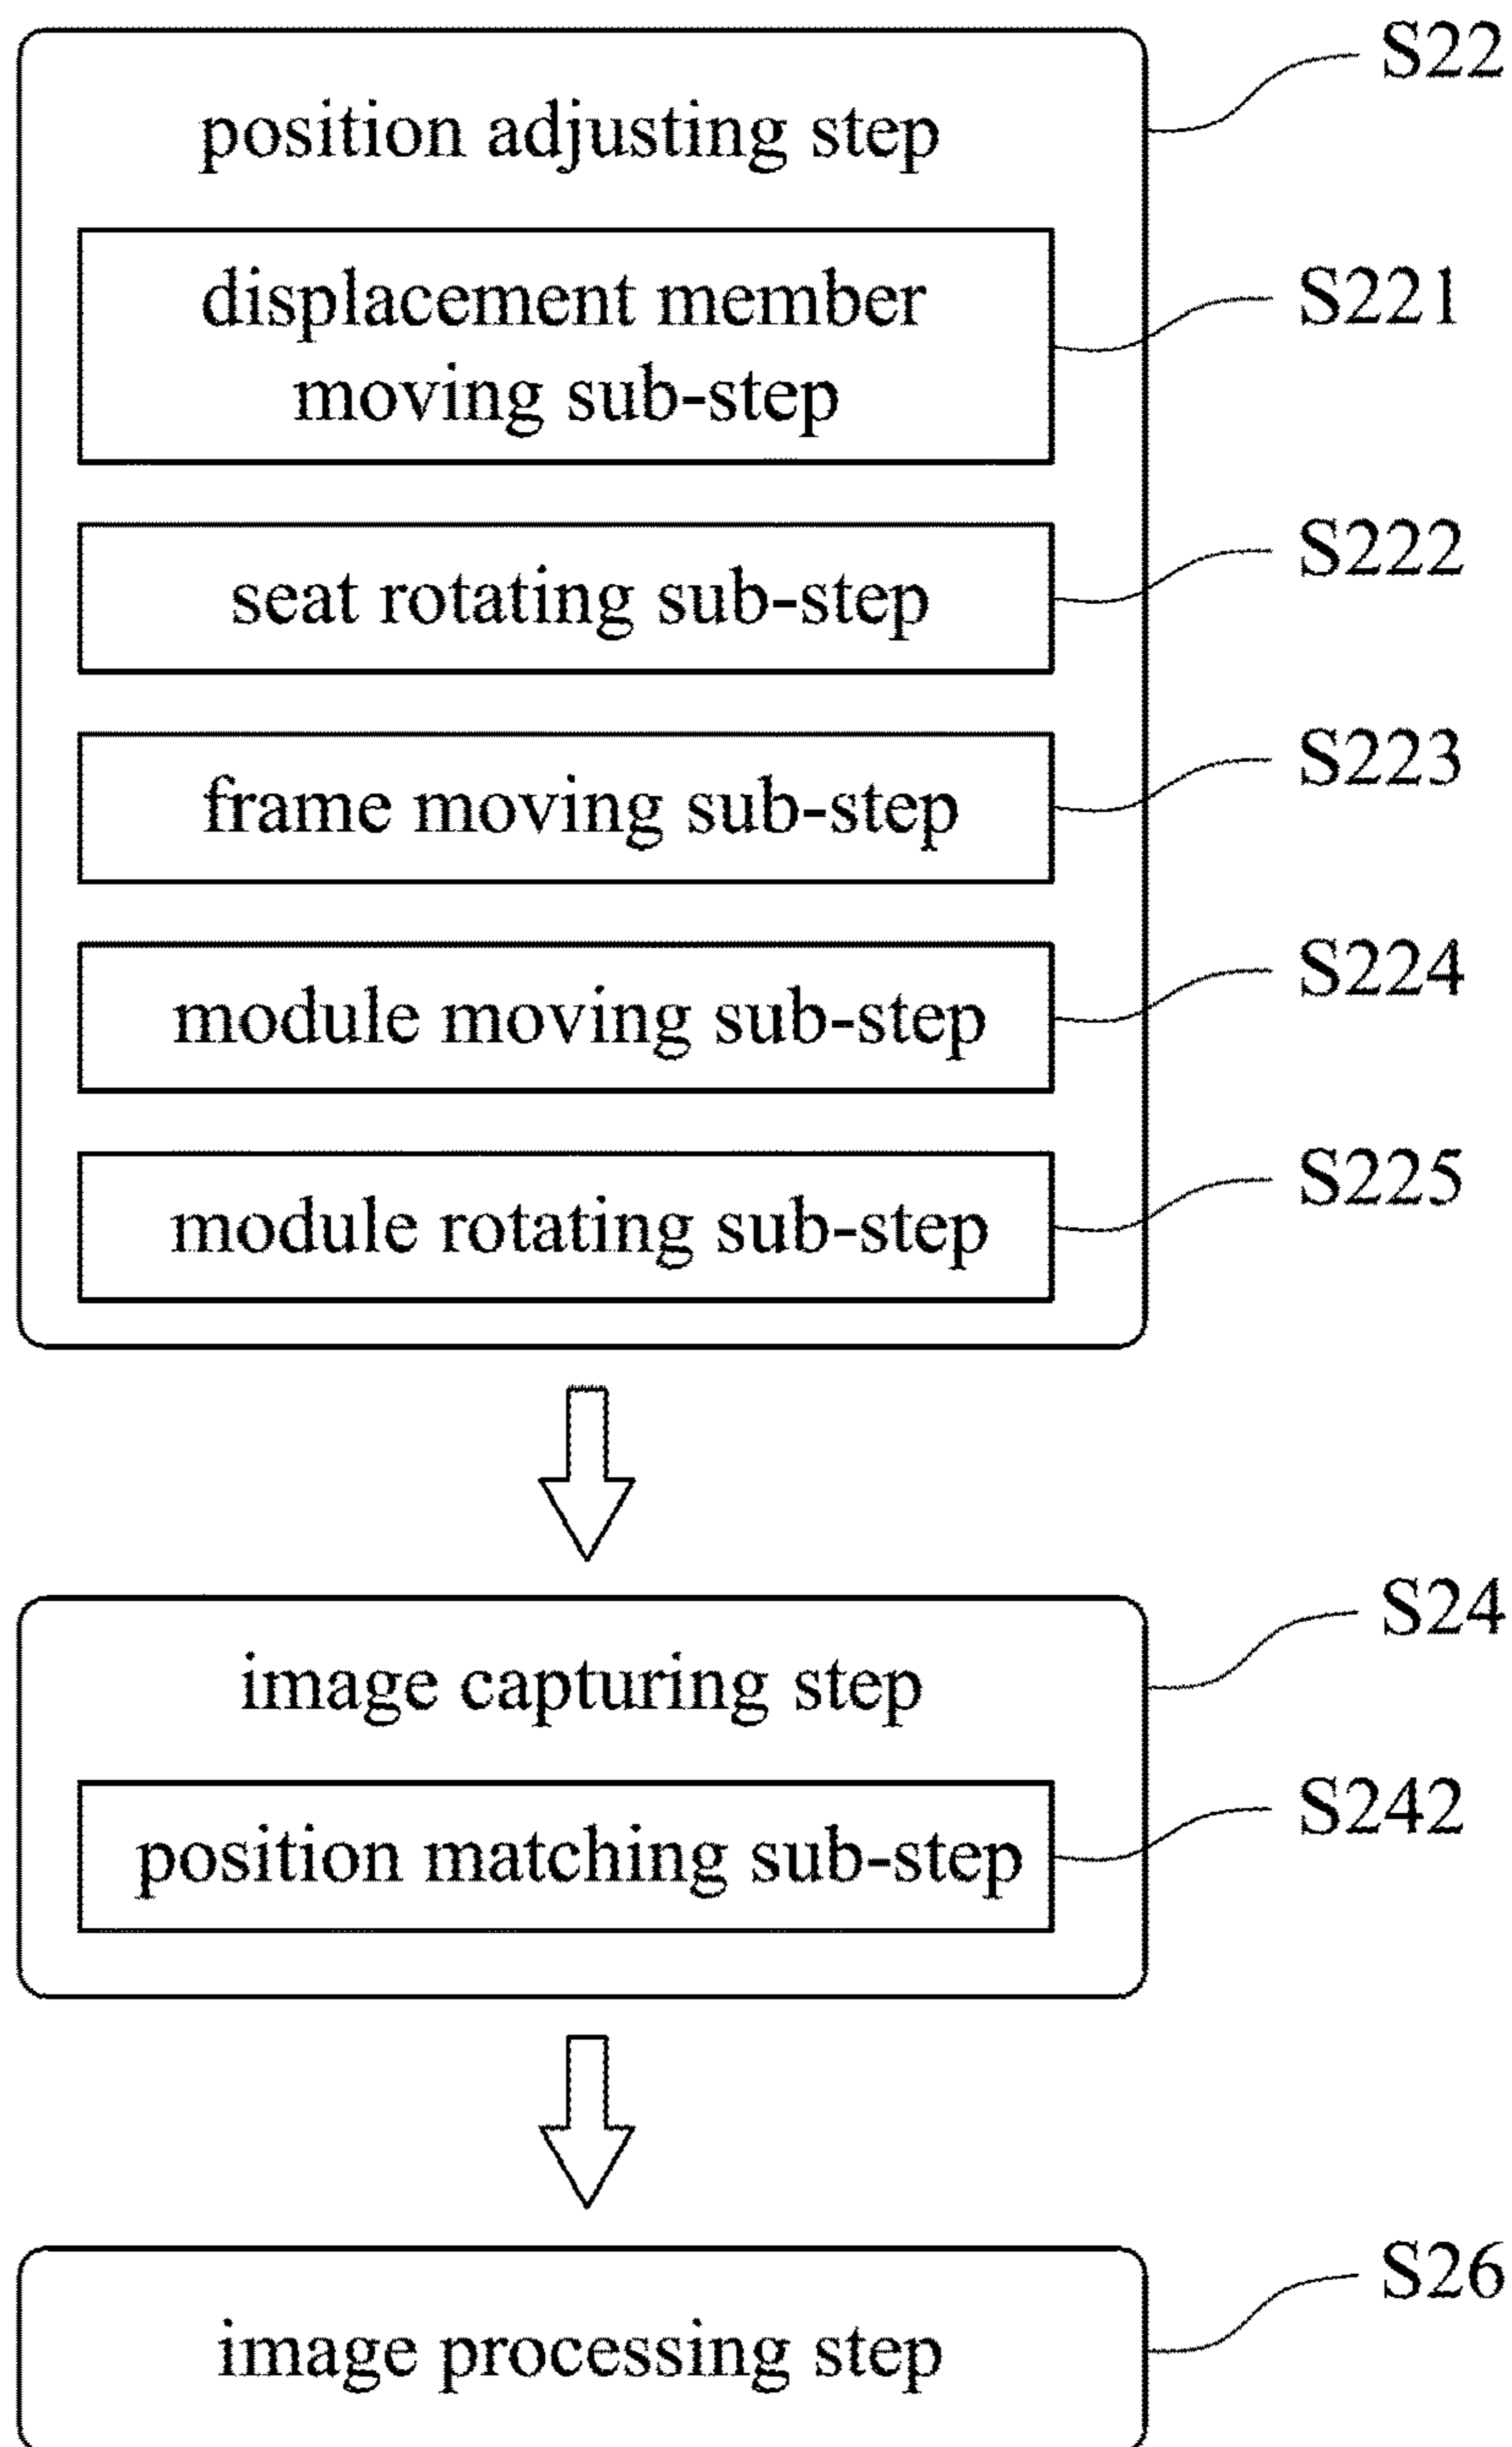 S22
position adjusting step
displacement member
moving sub-step
S221
seat rotating sub-step
S222
frame moving sub-step
S223
module moving sub-step
S224
module rotating sub-step
S225
image capturing step
S24
position matching sub-step
S242
image processing step
S26